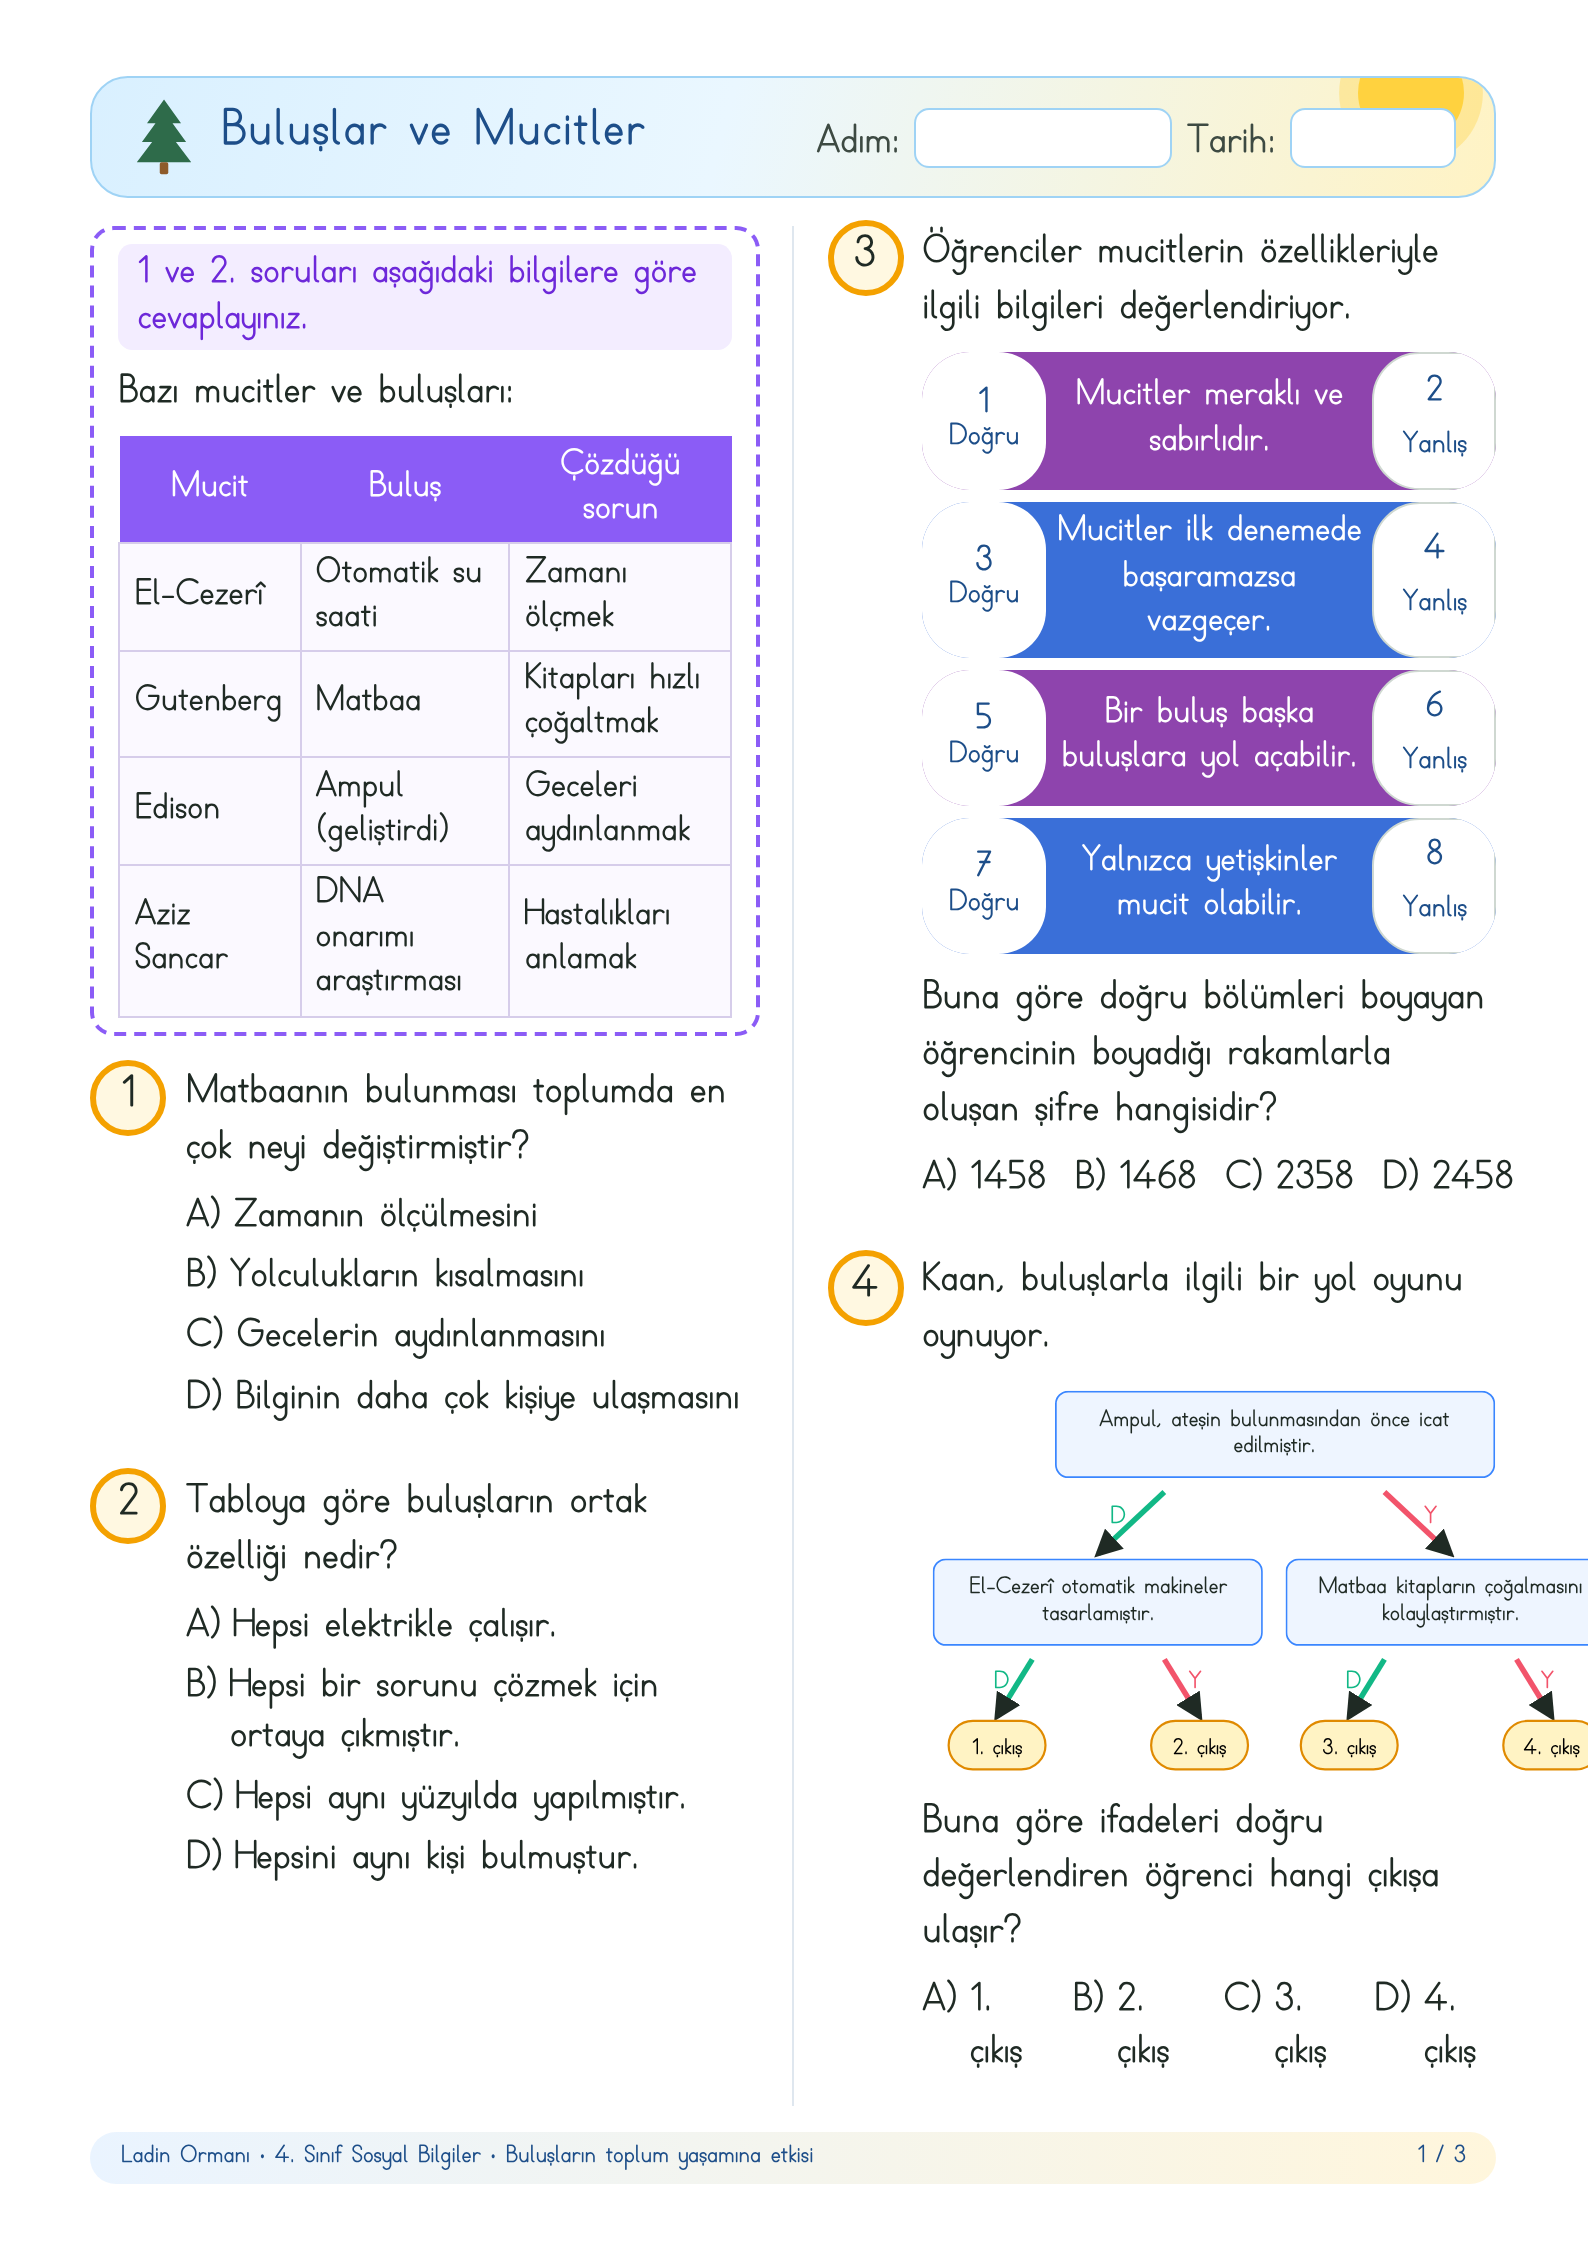 Buluşlar ve Mucitler
Adım:
Tarih:
1 ve 2. soruları aşağıdaki bilgilere göre
cevaplayınız.
Bazı mucitler ve buluşları:
Mucit
Buluş
Çözdüğü
sorun
El-Cezerî
Otomatik su
saati
Zamanı
ölçmek
Gutenberg
Matbaa
Kitapları hızlı
çoğaltmak
Edison
Ampul
(geliştirdi)
Geceleri
aydınlanmak
Aziz
Sancar
DNA
onarımı
araştırması
Hastalıkları
anlamak
1
Matbaanın bulunması toplumda en
çok neyi değiştirmiştir?
A) Zamanın ölçülmesini
B) Yolculukların kısalmasını
C) Gecelerin aydınlanmasını
D) Bilginin daha çok kişiye ulaşmasını
2
Tabloya göre buluşların ortak
özelliği nedir?
A) Hepsi elektrikle çalışır.
B) Hepsi bir sorunu çözmek için
ortaya çıkmıştır.
C) Hepsi aynı yüzyılda yapılmıştır.
D) Hepsini aynı kişi bulmuştur.
3
Öğrenciler mucitlerin özellikleriyle
ilgili bilgileri değerlendiriyor.
1
Doğru
Mucitler meraklı ve
sabırlıdır.
2
Yanlış
3
Doğru
Mucitler ilk denemede
başaramazsa
vazgeçer.
4
Yanlış
5
Doğru
Bir buluş başka
buluşlara yol açabilir.
6
Yanlış
7
Doğru
Yalnızca yetişkinler
mucit olabilir.
8
Yanlış
Buna göre doğru bölümleri boyayan
öğrencinin boyadığı rakamlarla
oluşan şifre hangisidir?
A) 1458 B) 1468 C) 2358 D) 2458
4
Kaan, buluşlarla ilgili bir yol oyunu
oynuyor.
Ampul, ateşin bulunmasından önce icat
edilmiştir.
D
Y
El-Cezerî otomatik makineler
tasarlamıştır.
Matbaa kitapların çoğalmasını
kolaylaştırmıştır.
D
Y
D
Y
1. çıkış
2. çıkış
3. çıkış
4. çıkış
Buna göre ifadeleri doğru
değerlendiren öğrenci hangi çıkışa
ulaşır?
A) 1. çıkış
B) 2. çıkış
C) 3. çıkış
D) 4. çıkış
Ladin Ormanı • 4. Sınıf Sosyal Bilgiler • Buluşların toplum yaşamına etkisi
1 / 3